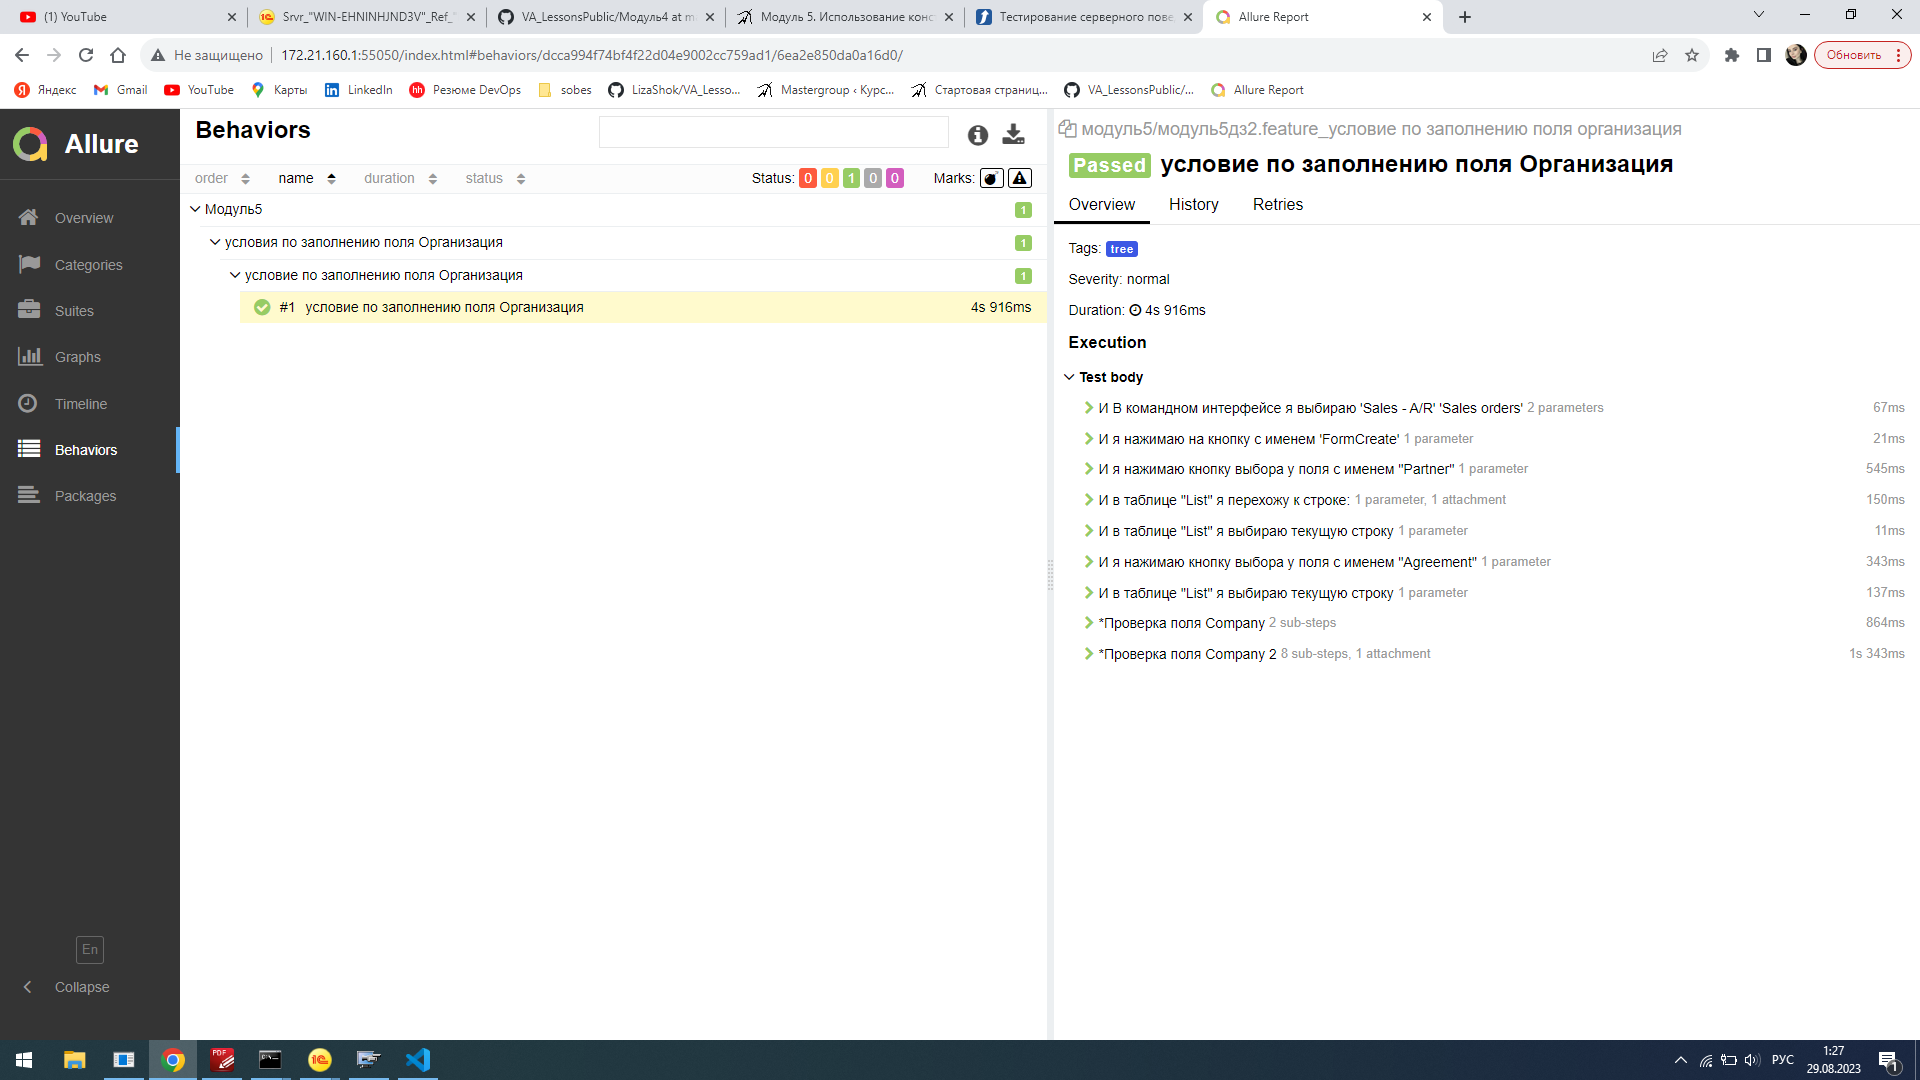 (1) YouTube
Srvr_"WIN-EHNINHJND3V"_Ref_"
VA_LessonsPublic/Модуль4 at m
Модуль 5. Использование конс
Тестирование серверного пове
Allure Report
Не защищено
172.21.160.1:55050/index.html#behaviors/dcca994f74bf4f22d04e9002cc759ad1/6ea2e850da0a16d0/
Обновить
Яндекс
Gmail
YouTube
Карты
LinkedIn
Резюме DevOps
sobes
LizaShok/VA_Lesso...
Mastergroup ‹ Курс...
Стартовая страниц...
VA_LessonsPublic/...
Allure Report
Allure
Overview
Categories
Suites
Graphs
Timeline
Behaviors
Packages
En
Collapse
Behaviors
order name duration status
Status: 0 0 1 0 0
Marks:
Модуль5 1
условия по заполнению поля Организация 1
условие по заполнению поля Организация 1
#1 условие по заполнению поля Организация 4s 916ms
модуль5/модуль5дз2.feature_условие по заполнению поля организация
Passed условие по заполнению поля Организация
Overview History Retries
Tags: tree
Severity: normal
Duration: 4s 916ms
Execution
Test body
И В командном интерфейсе я выбираю 'Sales - A/R' 'Sales orders' 2 parameters 67ms
И я нажимаю на кнопку с именем 'FormCreate' 1 parameter 21ms
И я нажимаю кнопку выбора у поля с именем "Partner" 1 parameter 545ms
И в таблице "List" я перехожу к строке: 1 parameter, 1 attachment 150ms
И в таблице "List" я выбираю текущую строку 1 parameter 11ms
И я нажимаю кнопку выбора у поля с именем "Agreement" 1 parameter 343ms
И в таблице "List" я выбираю текущую строку 1 parameter 137ms
*Проверка поля Company 2 sub-steps 864ms
*Проверка поля Company 2 8 sub-steps, 1 attachment 1s 343ms
PDF
1C
РУС
1:27
29.08.2023
1